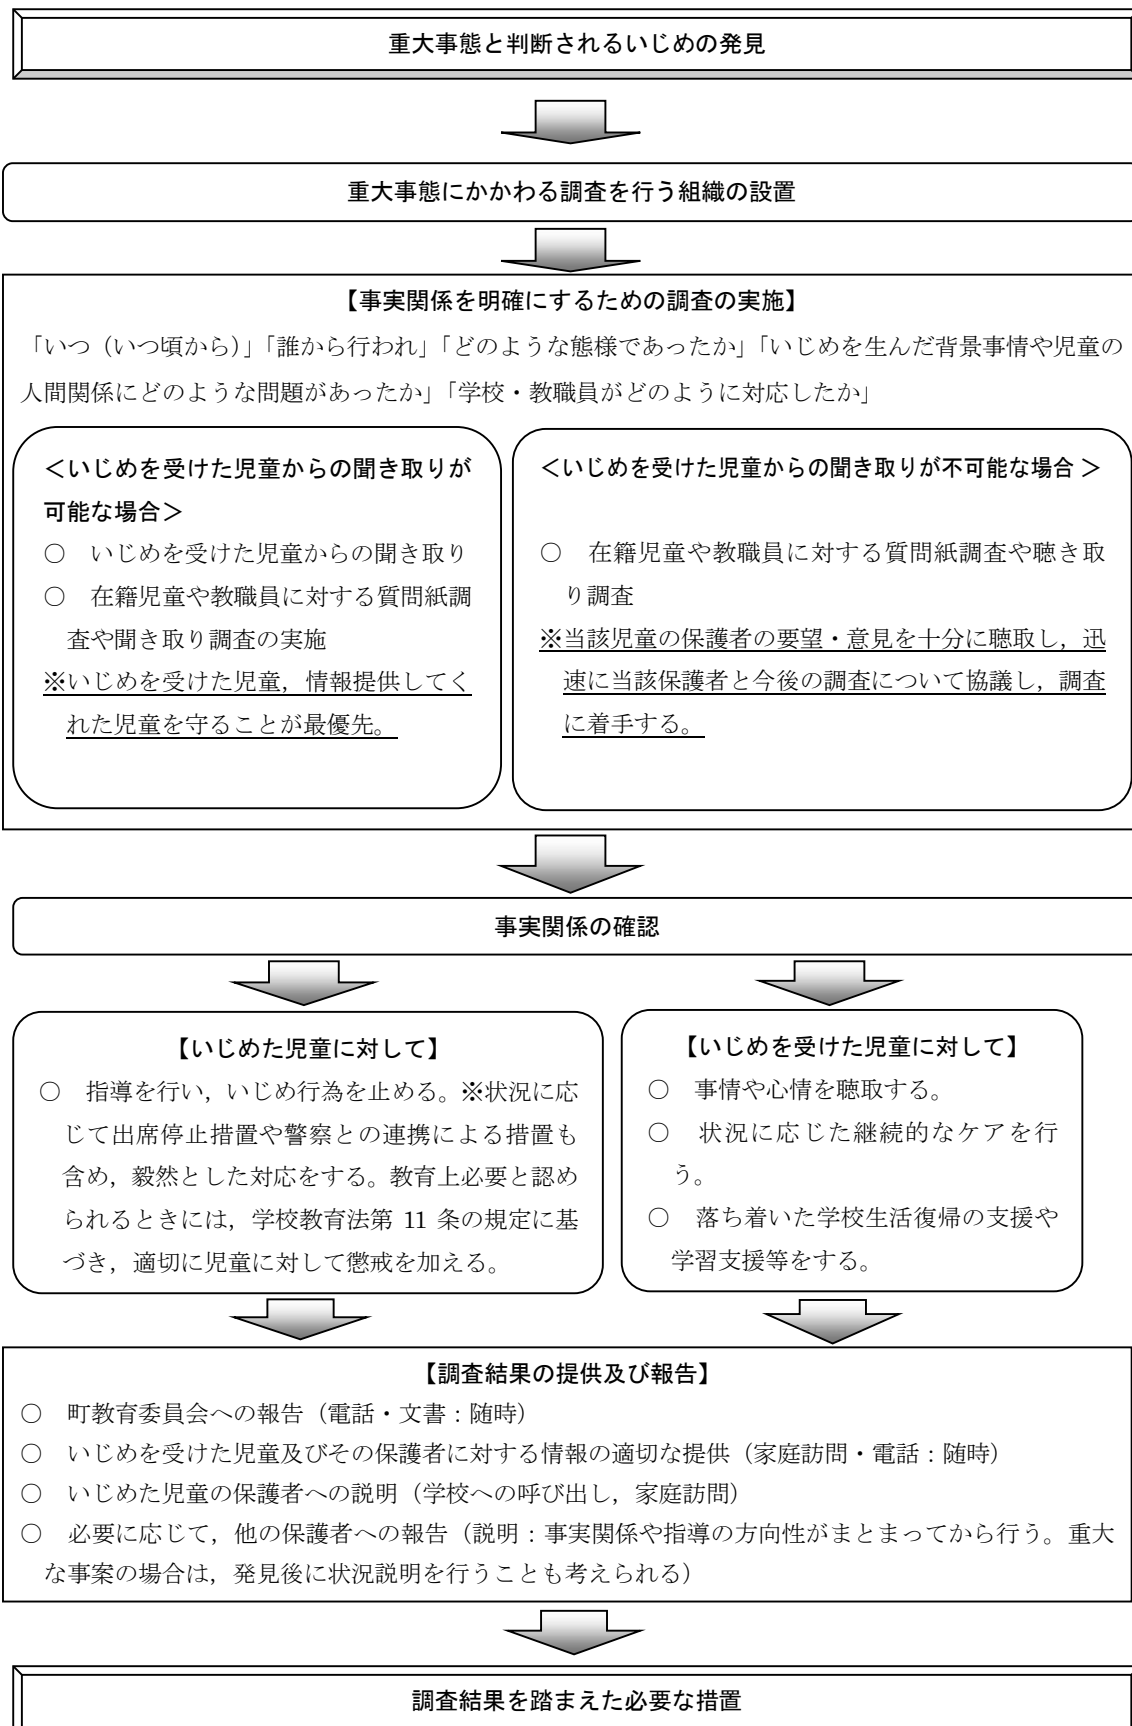 重大事態と判断されるいじめの発見
重大事態にかかわる調査を行う組織の設置
【事実関係を明確にするための調査の実施】
「いつ（いつ頃から）」「誰から行われ」「どのような態様であったか」「いじめを生んだ背景事情や児童の
人間関係にどのような問題があったか」「学校・教職員がどのように対応したか」
＜いじめを受けた児童からの聞き取りが
可能な場合＞
○　いじめを受けた児童からの聞き取り
○　在籍児童や教職員に対する質問紙調
査や聞き取り調査の実施
※いじめを受けた児童，情報提供してく
れた児童を守ることが最優先。
＜いじめを受けた児童からの聞き取りが不可能な場合＞
○　在籍児童や教職員に対する質問紙調査や聴き取
り調査
※当該児童の保護者の要望・意見を十分に聴取し，迅
速に当該保護者と今後の調査について協議し，調査
に着手する。
事実関係の確認
【いじめた児童に対して】
○　指導を行い，いじめ行為を止める。※状況に応
じて出席停止措置や警察との連携による措置も
含め，毅然とした対応をする。教育上必要と認め
られるときには，学校教育法第 11 条の規定に基
づき，適切に児童に対して懲戒を加える。
【いじめを受けた児童に対して】
○　事情や心情を聴取する。
○　状況に応じた継続的なケアを行
う。
○　落ち着いた学校生活復帰の支援や
学習支援等をする。
【調査結果の提供及び報告】
○　町教育委員会への報告（電話・文書：随時）
○　いじめを受けた児童及びその保護者に対する情報の適切な提供（家庭訪問・電話：随時）
○　いじめた児童の保護者への説明（学校への呼び出し，家庭訪問）
○　必要に応じて，他の保護者への報告（説明：事実関係や指導の方向性がまとまってから行う。重大
な事案の場合は，発見後に状況説明を行うことも考えられる）
調査結果を踏まえた必要な措置